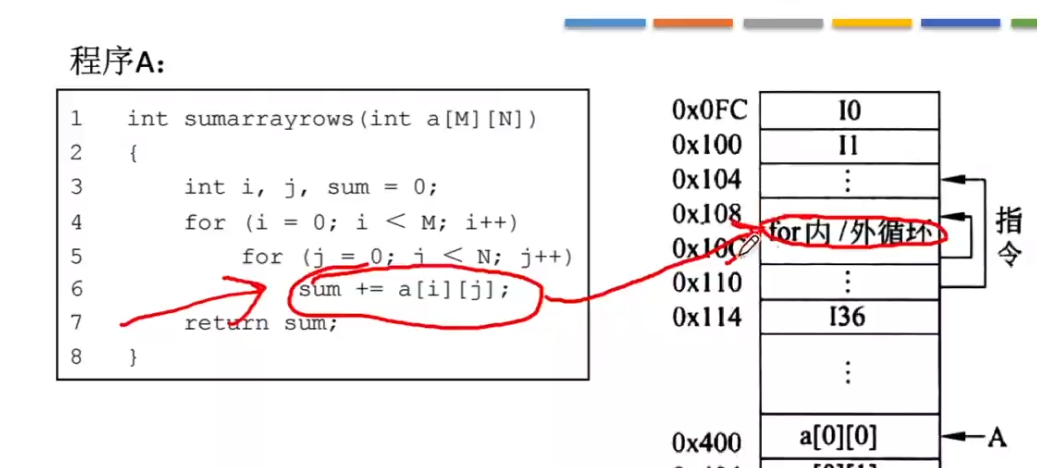 程序A:
1 int sumarrayrows(int a[M][N])
2 {
3 int i, j, sum = 0;
4 for (i = 0; i < M; i++)
5 for (j = 0; j < N; j++)
6 sum += a[i][j];
7 return sum;
8 }
0x0FC I0
0x100 I1
0x104 ⋮
0x108
for内/外循环
0x10C
0x110 ⋮
0x114 I36
⋮
0x400 a[0][0] A
指令